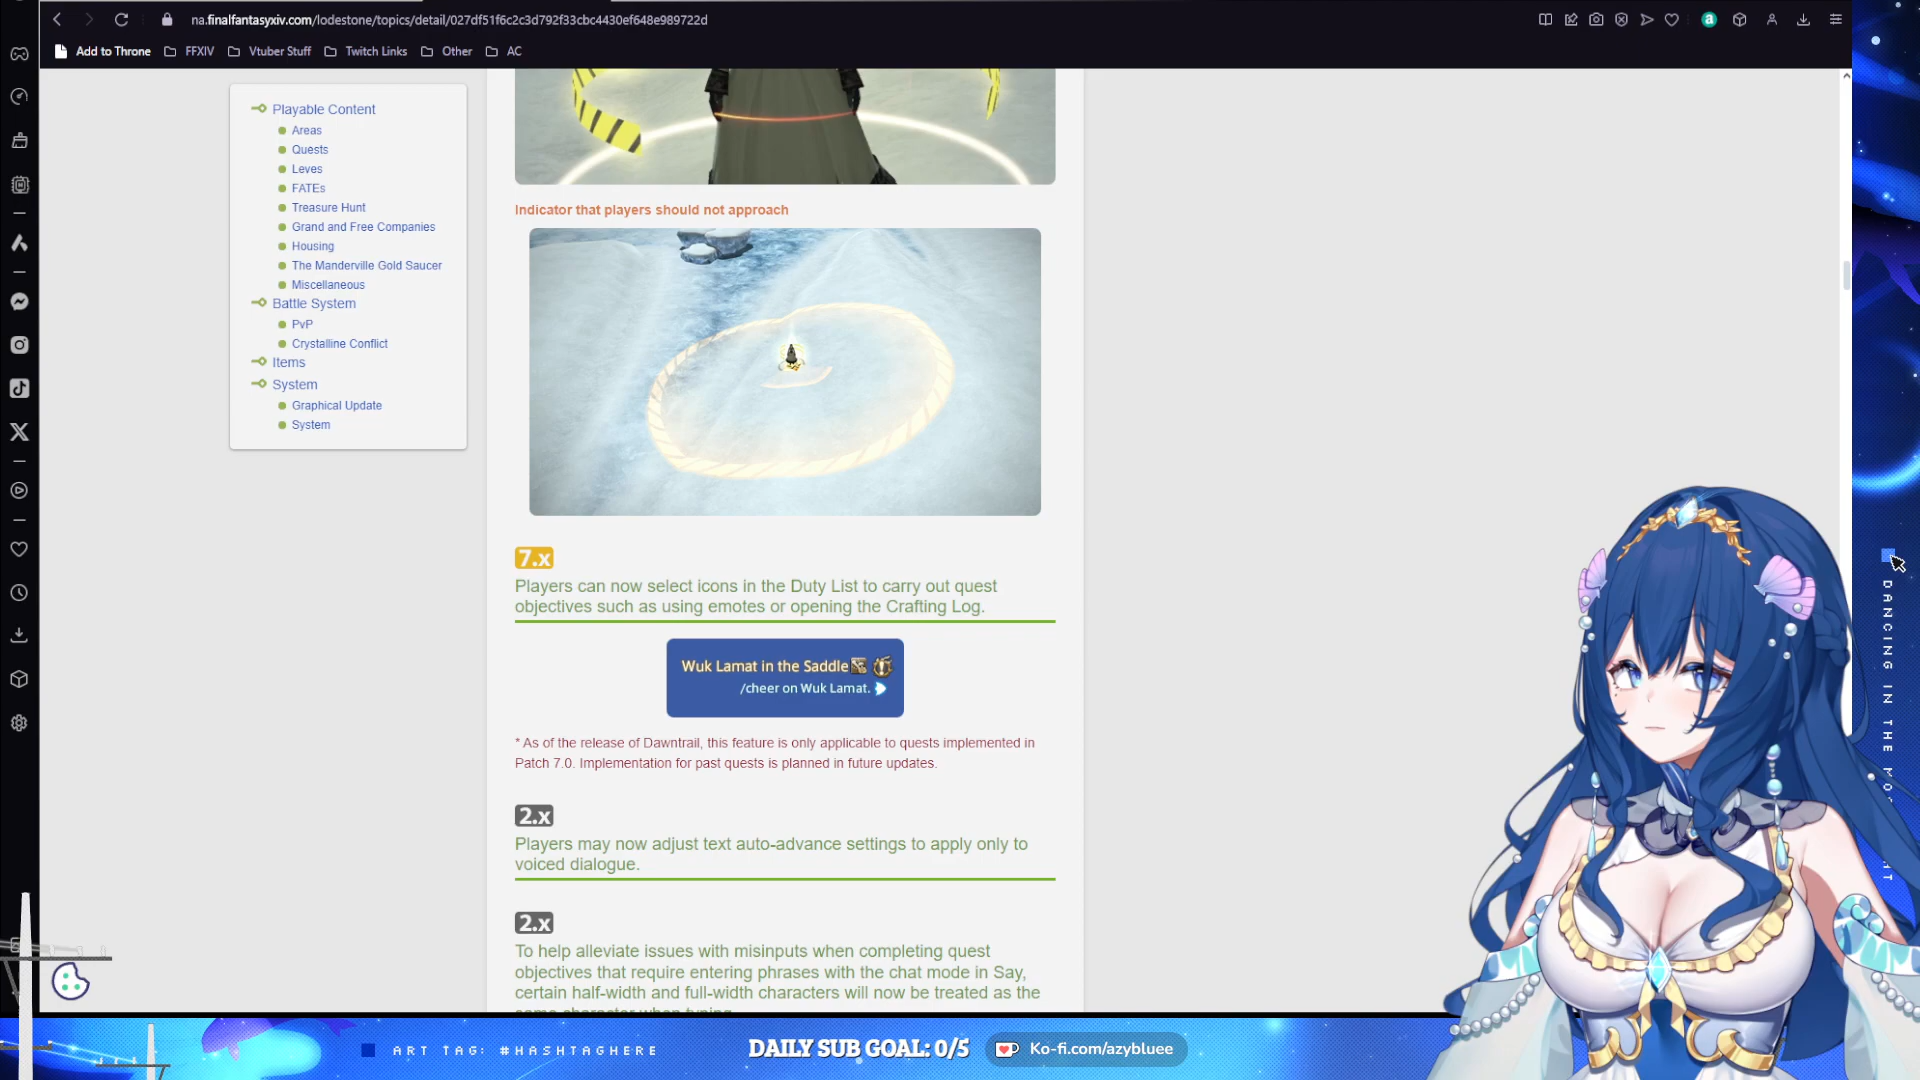 na.finalfantasyxiv.com/lodestone/topics/detail/027df51f6c2c3d792f33cbc4430ef648e989722d
Add to Throne
FFXIV
Vtuber Stuff
Twitch Links
Other
AC
Playable Content
Areas
Quests
Leves
FATEs
Treasure Hunt
Grand and Free Companies
Housing
The Manderville Gold Saucer
Miscellaneous
Battle System
PvP
Crystalline Conflict
Items
System
Graphical Update
System
Indicator that players should not approach
7.x
Players can now select icons in the Duty List to carry out quest
objectives such as using emotes or opening the Crafting Log.
Wuk Lamat in the Saddle
/cheer on Wuk Lamat.
* As of the release of Dawntrail, this feature is only applicable to quests implemented in
Patch 7.0. Implementation for past quests is planned in future updates.
2.x
Players may now adjust text auto-advance settings to apply only to
voiced dialogue.
2.x
To help alleviate issues with misinputs when completing quest
objectives that require entering phrases with the chat mode in Say,
certain half-width and full-width characters will now be treated as the
same character when typing.
DANCING IN THE
ART TAG: #HASHTAGHERE
DAILY SUB GOAL: 0/5
Ko-fi.com/azybluee